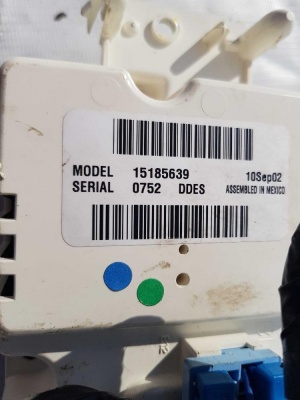 MODEL 15185639 10Sep02
SERIAL 0752 DDES ASSEMBLED IN MEXICO